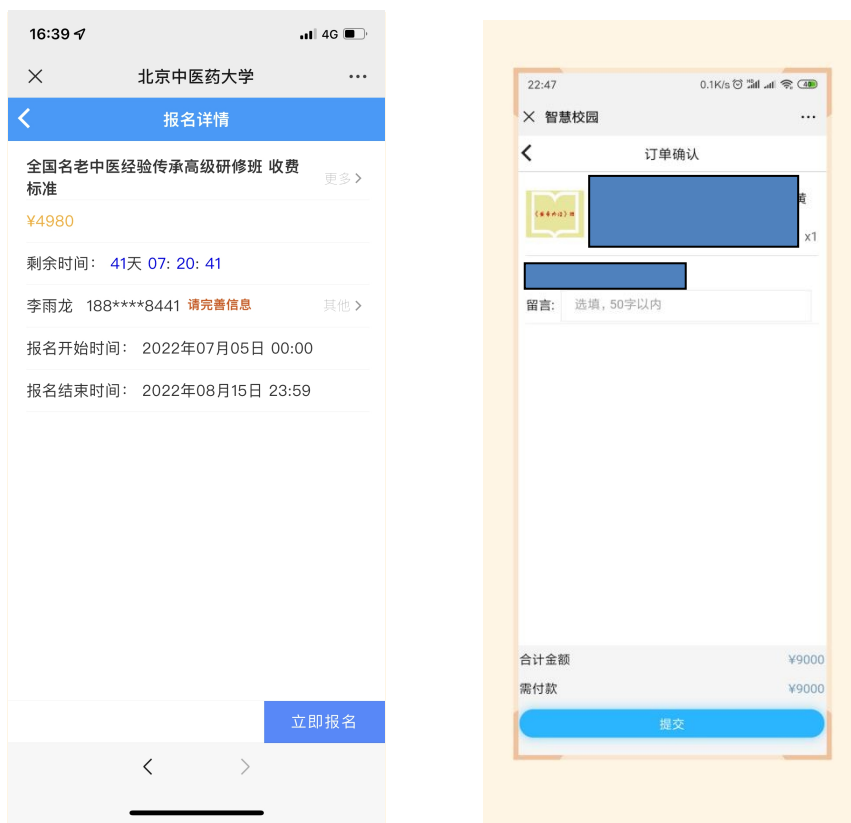 16:39
4G
北京中医药大学
报名详情
全国名老中医经验传承高级研修班 收费
标准
更多
¥4980
剩余时间： 41天 07: 20: 41
李雨龙 188****8441 请完善信息
其他
报名开始时间： 2022年07月05日 00:00
报名结束时间： 2022年08月15日 23:59
立即报名
22:47
0.1K/s
40
智慧校园
订单确认
黄
x1
留言:
选填，50字以内
合计金额
¥9000
需付款
¥9000
提交